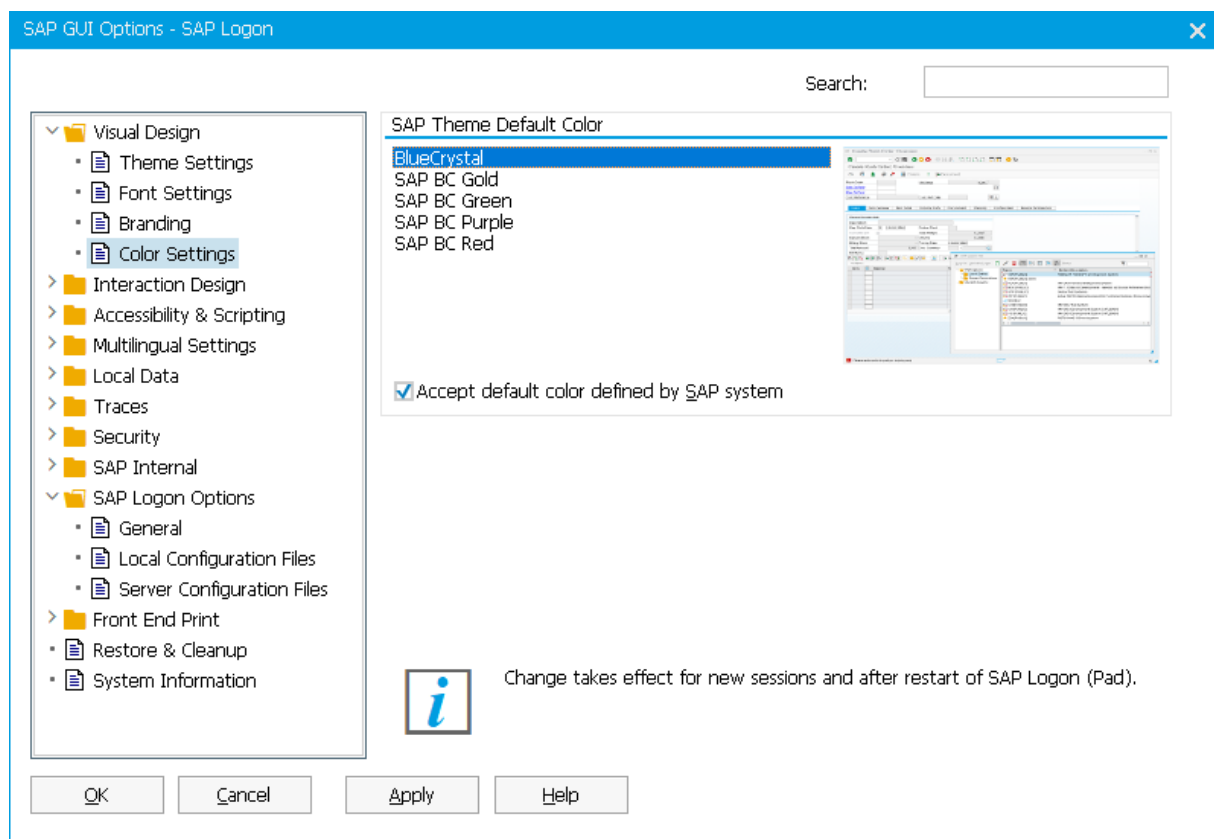 SAP GUI Options - SAP Logon
Search:
Visual Design
Theme Settings
Font Settings
Branding
Color Settings
Interaction Design
Accessibility & Scripting
Multilingual Settings
Local Data
Traces
Security
SAP Internal
SAP Logon Options
General
Local Configuration Files
Server Configuration Files
Front End Print
Restore & Cleanup
System Information
SAP Theme Default Color
BlueCrystal
SAP BC Gold
SAP BC Green
SAP BC Purple
SAP BC Red
Accept default color defined by SAP system
Change takes effect for new sessions and after restart of SAP Logon (Pad).
OK
Cancel
Apply
Help